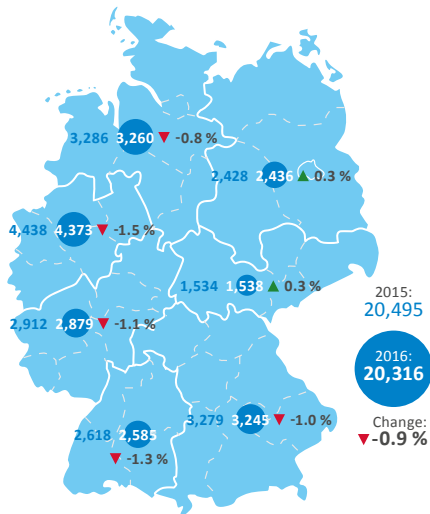 3,286 3,260 -0.8 %
2,428 2,436 0.3 %
4,438 4,373 -1.5 %
1,534 1,538 0.3 %
2015:
20,495
2,912 2,879 -1.1 %
2016:
20,316
3,279 3,245 -1.0 %
Change:
-0.9 %
2,618 2,585
-1.3 %